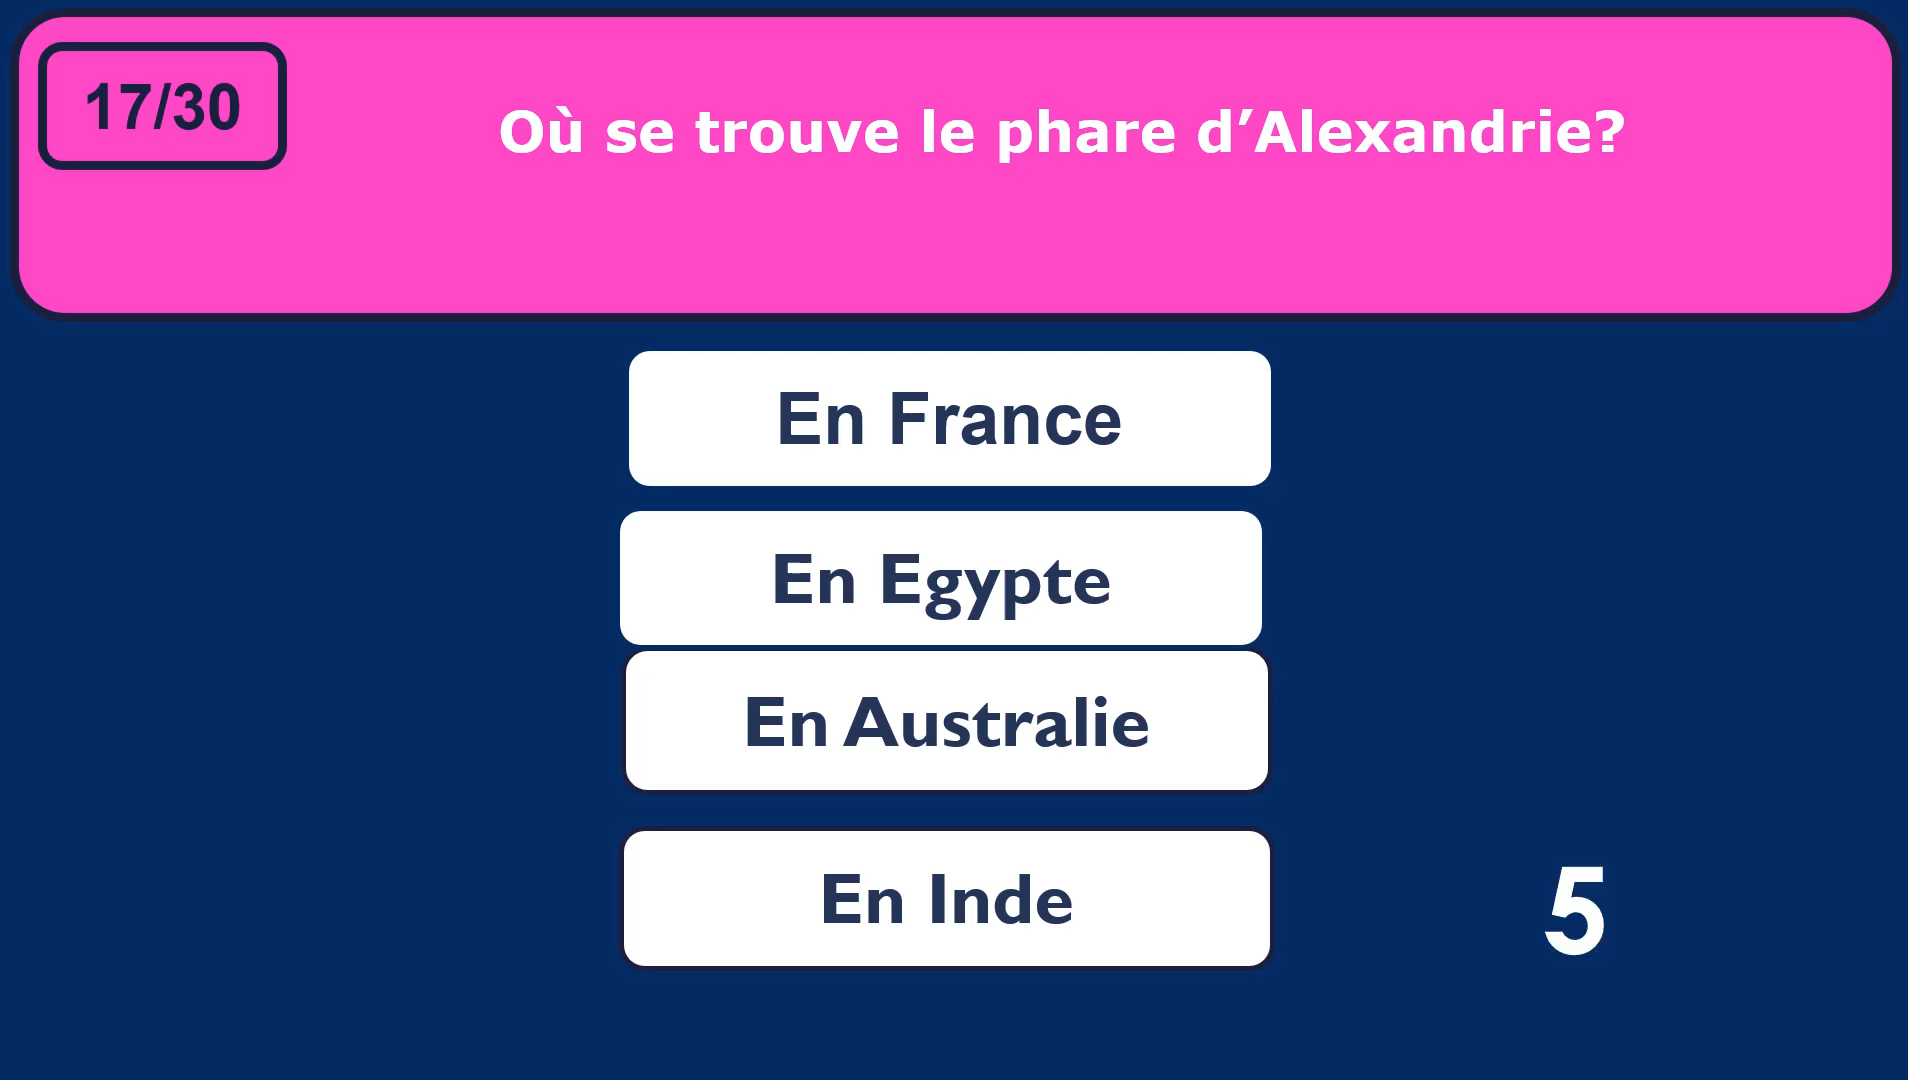 17/30
Où se trouve le phare d’Alexandrie?
En France
En Egypte
En Australie
En Inde
5